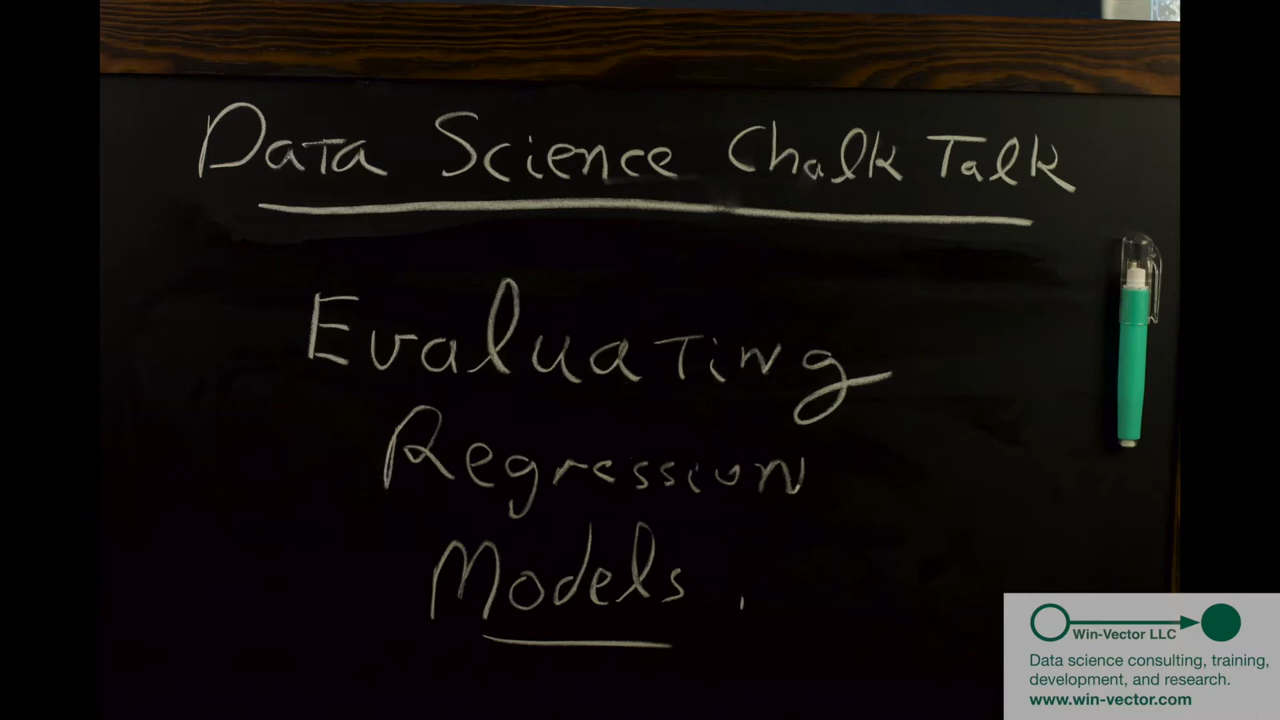 Data Science Chalk Talk
Evaluating
Regression
Models.
Win-Vector LLC
Data science consulting, training,
development, and research.
www.win-vector.com